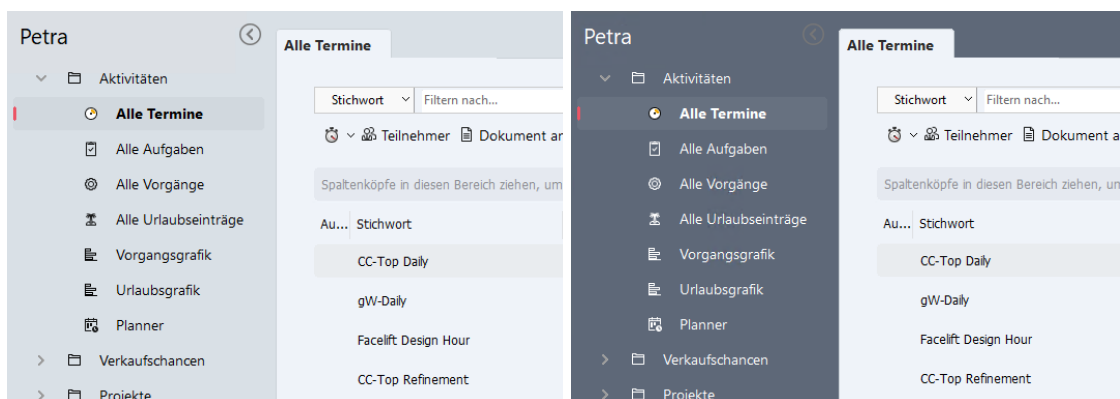 Petra
Alle Termine
Aktivitäten
Alle Termine
Alle Aufgaben
Alle Vorgänge
Alle Urlaubseinträge
Vorgangsgrafik
Urlaubsgrafik
Planner
Verkaufschancen
Projekte
Stichwort Filtern nach...
Teilnehmer Dokument an
Spaltenköpfe in diesen Bereich ziehen, um
Au... Stichwort
CC-Top Daily
gW-Daily
Facelift Design Hour
CC-Top Refinement
Petra
Alle Termine
Aktivitäten
Alle Termine
Alle Aufgaben
Alle Vorgänge
Alle Urlaubseinträge
Vorgangsgrafik
Urlaubsgrafik
Planner
Verkaufschancen
Projekte
Stichwort Filtern nach...
Teilnehmer Dokument a
Spaltenköpfe in diesen Bereich ziehen, un
Au... Stichwort
CC-Top Daily
gW-Daily
Facelift Design Hour
CC-Top Refinement